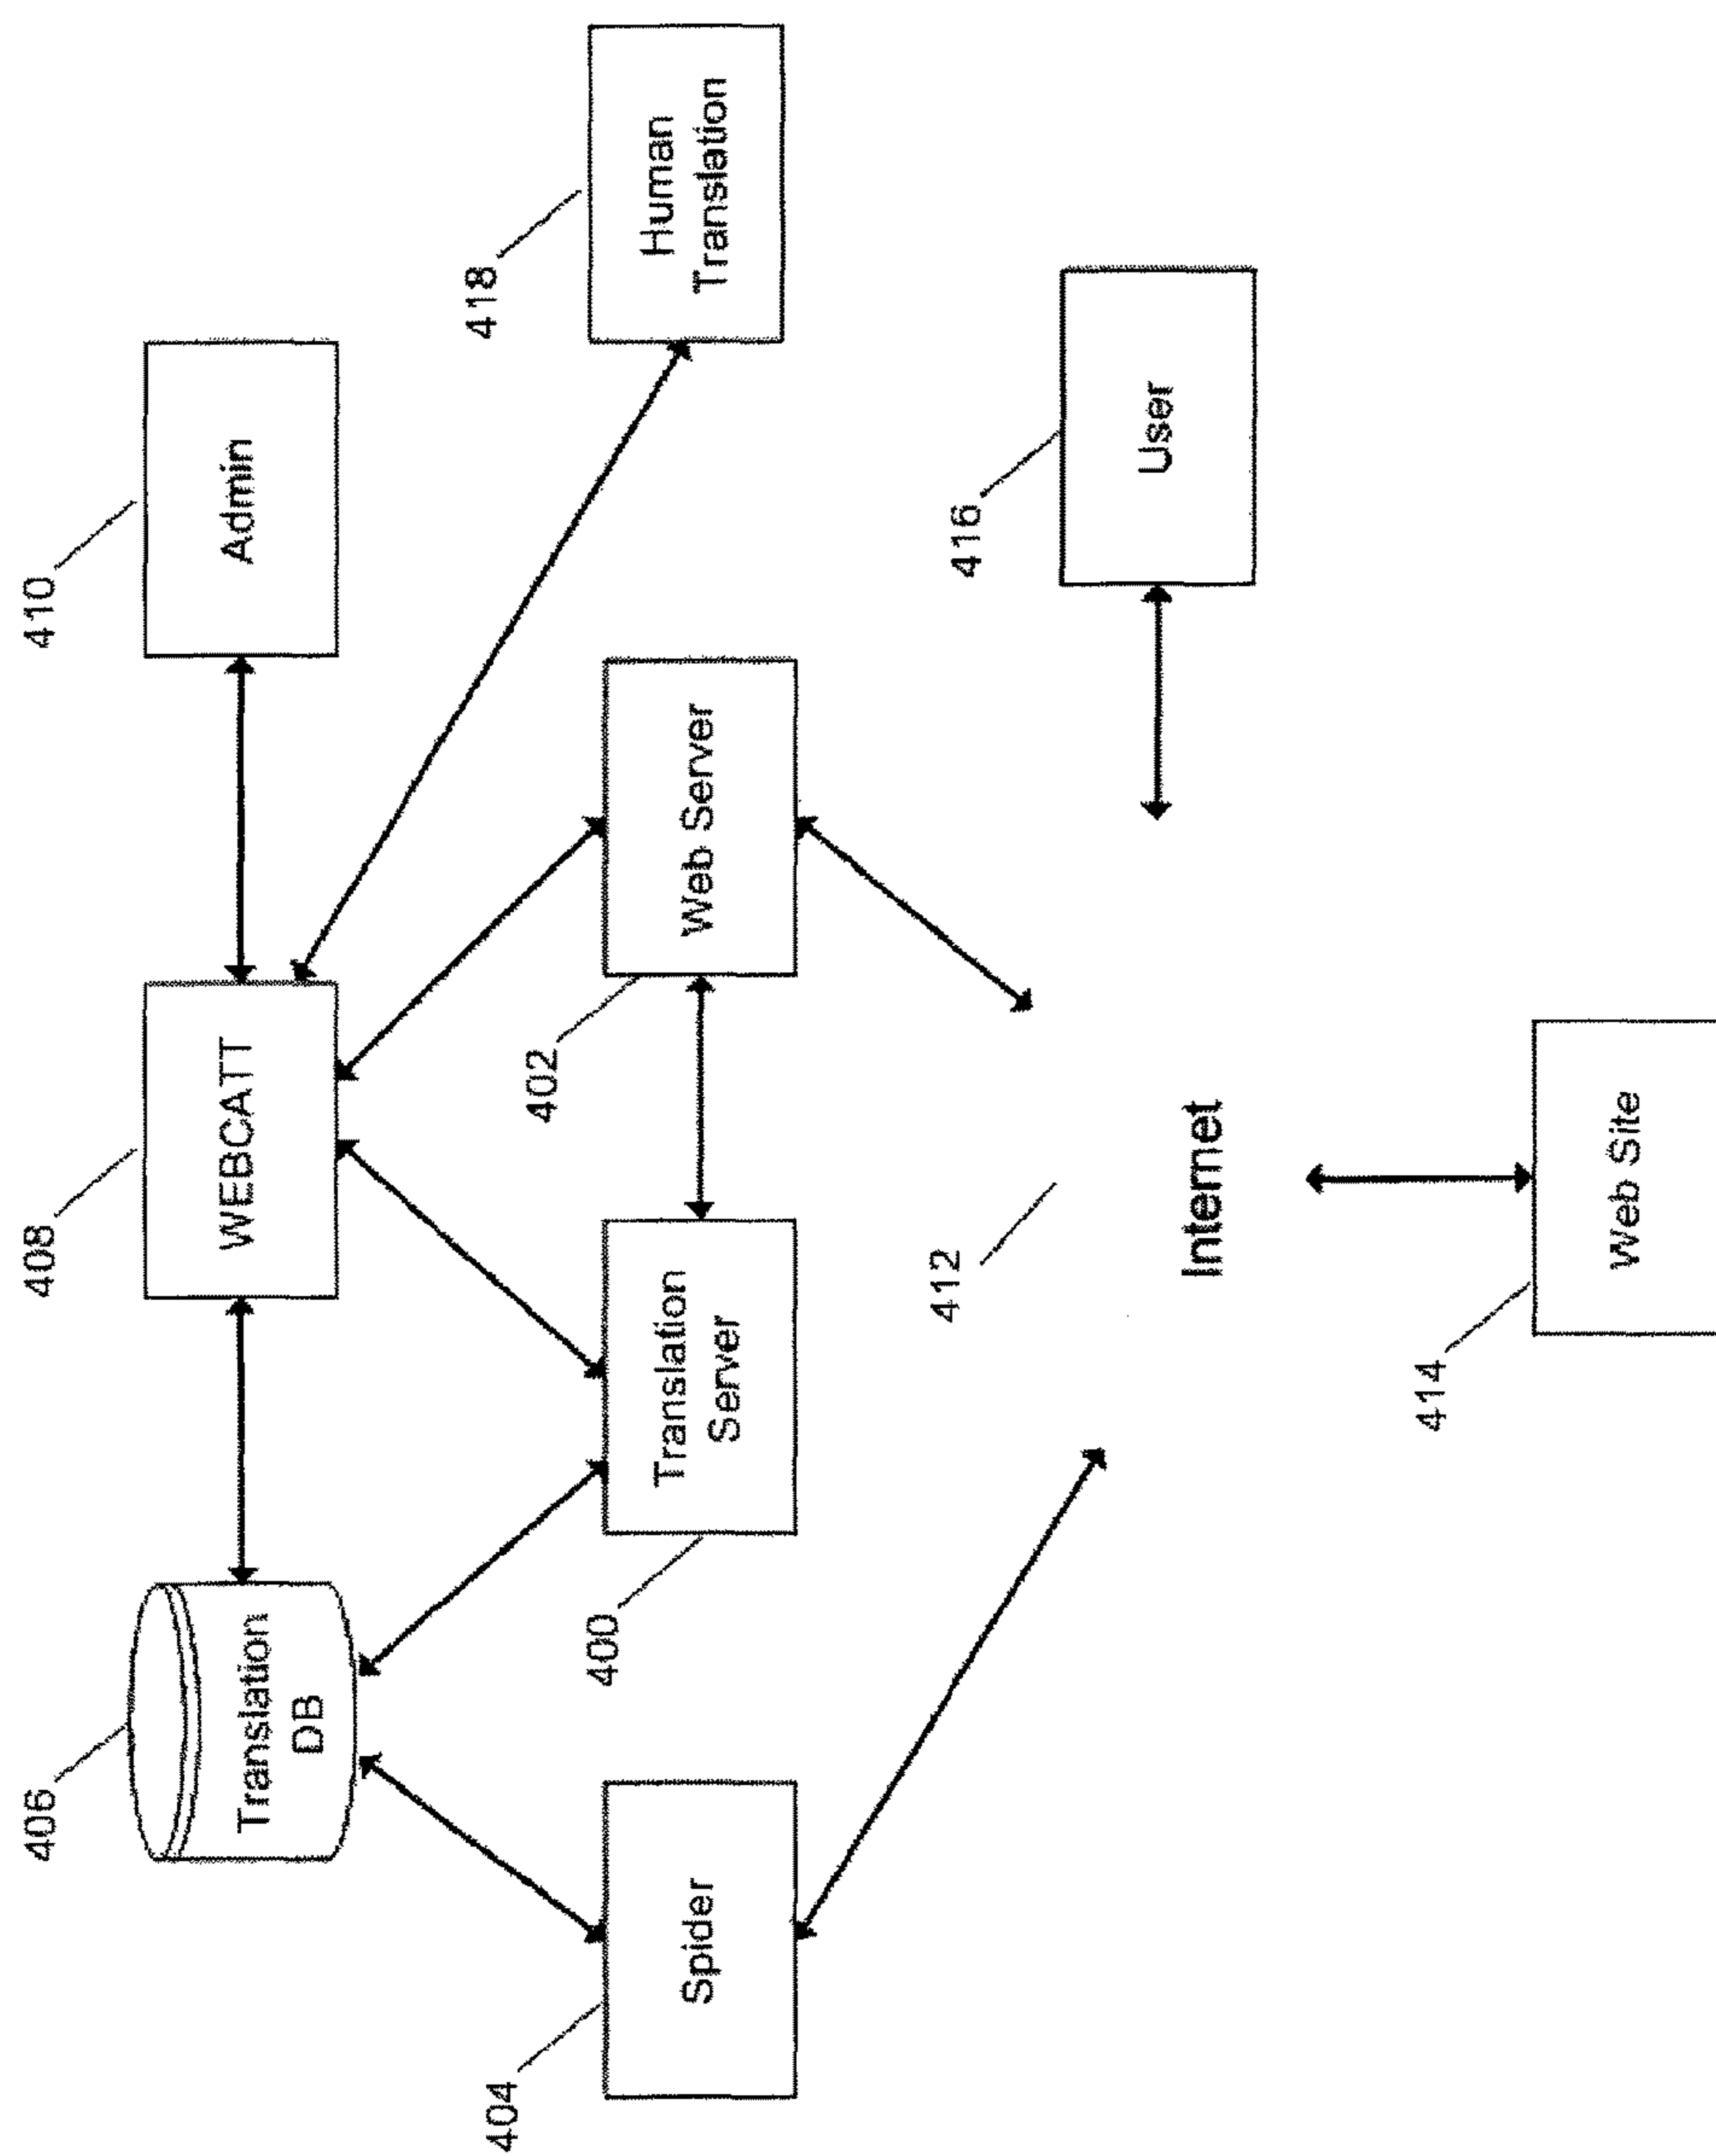 406
408
410
Translation
DB
WEBCATT
Admin
404
400
402
418
Spider
Translation
Server
Web Server
Human
Translation
412
416
Internet
User
414
Web Site